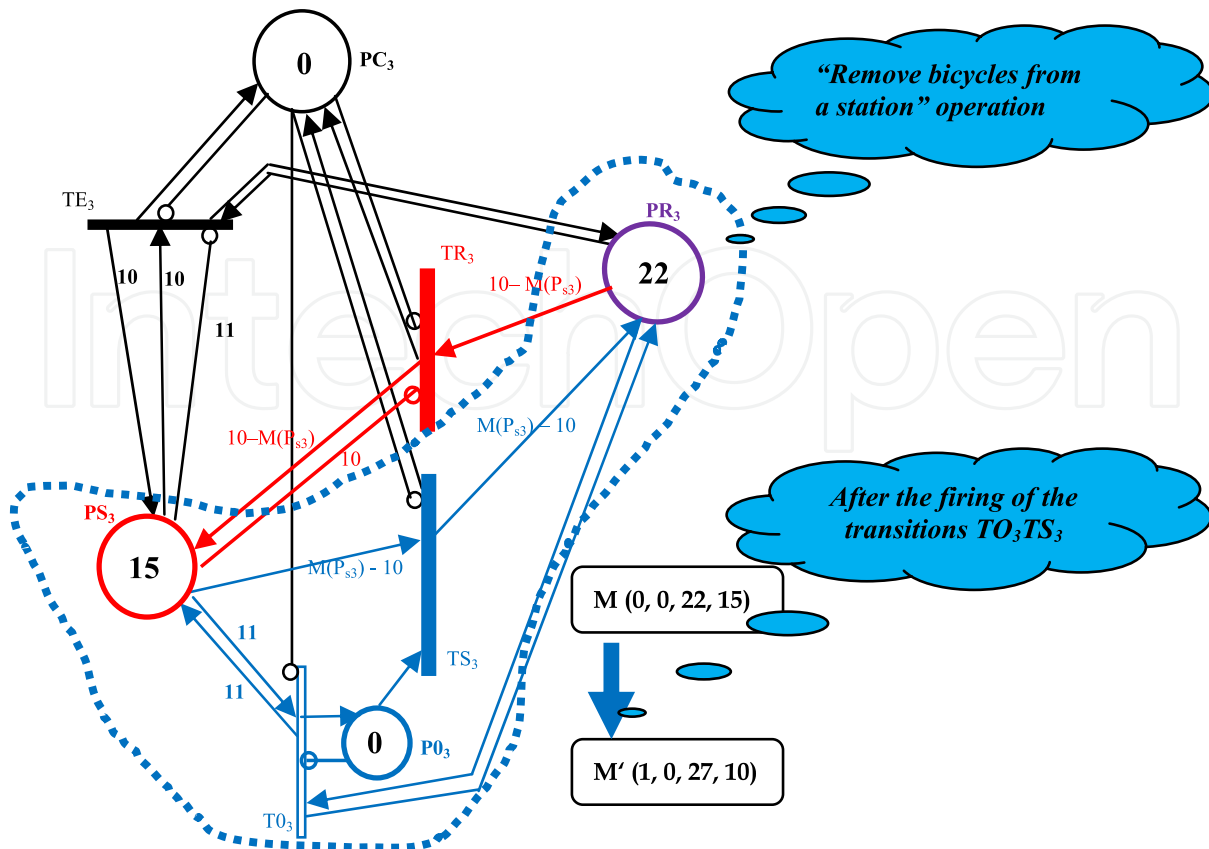 0
PC₃
“Remove bicycles from
a station” operation
TE₃
PR₃
22
TR₃
10
10
11
10– M(Pₛ₃)
IntechOpen
M(Pₛ₃) – 10
10–M(Pₛ₃)
10
PS₃
15
M(Pₛ₃) - 10
After the firing of the
transitions TO₃TS₃
M (0, 0, 22, 15)
11
11
TS₃
0
P0₃
M‘ (1, 0, 27, 10)
T0₃